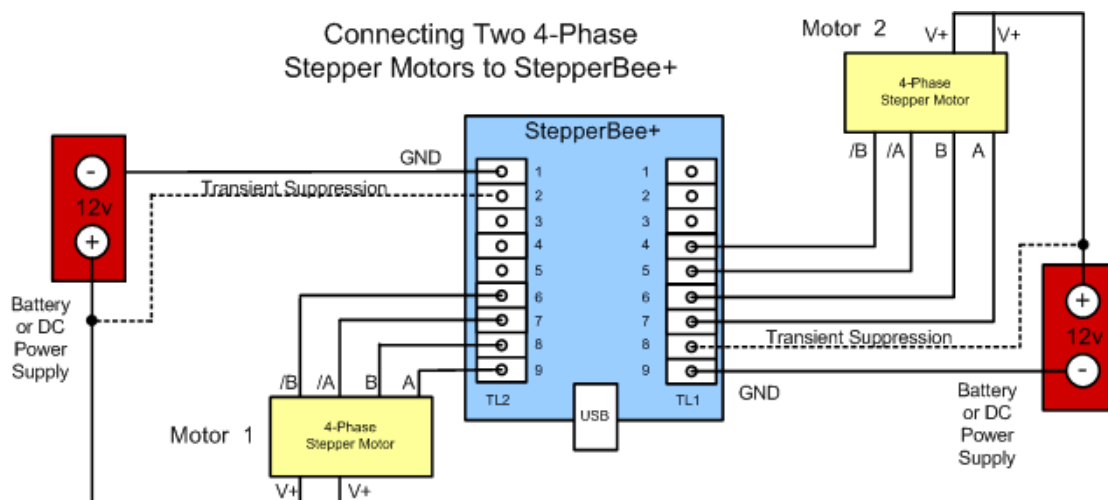 Connecting Two 4-Phase
Stepper Motors to StepperBee+
Motor 2
V+ V+
4-Phase
Stepper Motor
/B /A B A
StepperBee+
GND
Transient Suppression
-
12v
+
Battery
or DC
Power
Supply
1
2
3
4
5
6
7
8
9
TL2
1
2
3
4
5
6
7
8
9
TL1
USB
Transient Suppression
GND
+
12v
-
Battery
or DC
Power
Supply
/B /A B A
Motor 1
4-Phase
Stepper Motor
V+ V+